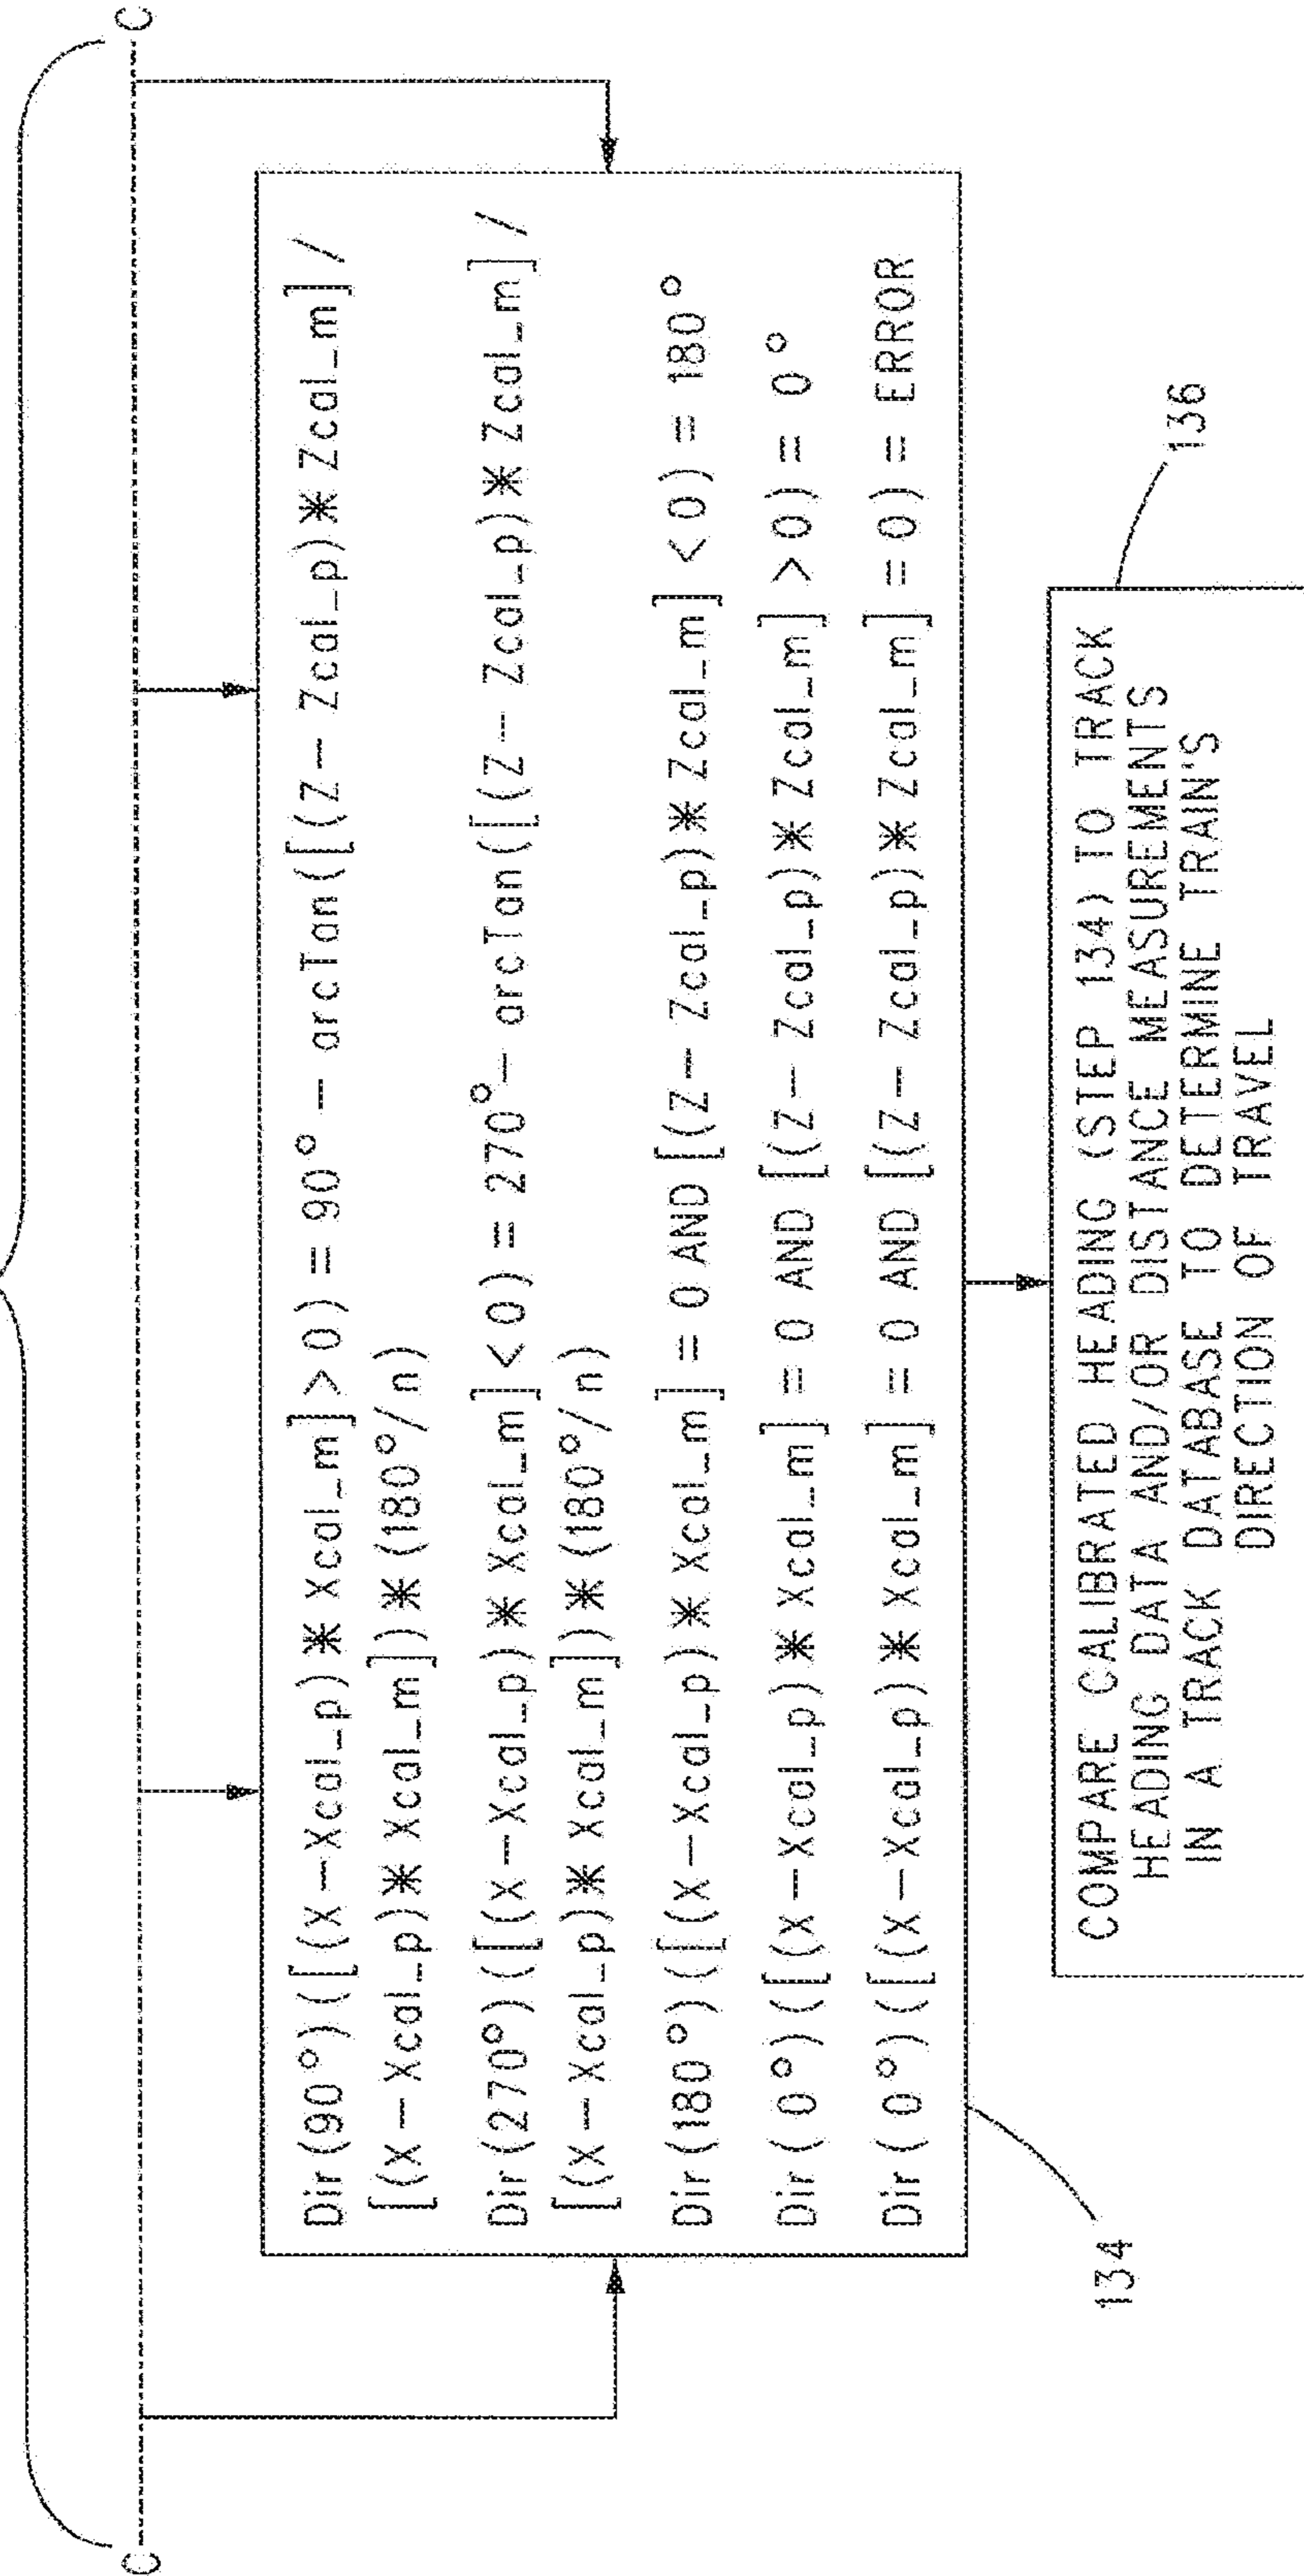 C C
Dir(90°)([(X-Xcal_p)* Xcal_m]>0) = 90° - arcTan([(Z- Zcal_p)* Zcal_m]/
[(X-Xcal_p)* Xcal_m])*(180°/n)
Dir(270°)([(X-Xcal_p)* Xcal_m]<0) = 270°- arcTan([(Z- Zcal_p)* Zcal_m]/
[(X-Xcal_p)* Xcal_m])*(180°/n)
Dir(180°)([(X-Xcal_p)* Xcal_m] = 0 AND [(Z- Zcal_p)* Zcal_m]<0) = 180°
Dir( 0°)([(X-Xcal_p)* Xcal_m] = 0 AND [(Z- Zcal_p)* Zcal_m]>0) = 0°
Dir( 0°)([(X-Xcal_p)* Xcal_m] = 0 AND [(Z- Zcal_p)* Zcal_m]=0) = ERROR
134
COMPARE CALIBRATED HEADING (STEP 134) TO TRACK
HEADING DATA AND/OR DISTANCE MEASUREMENTS
IN A TRACK DATABASE TO DETERMINE TRAIN'S
DIRECTION OF TRAVEL
136